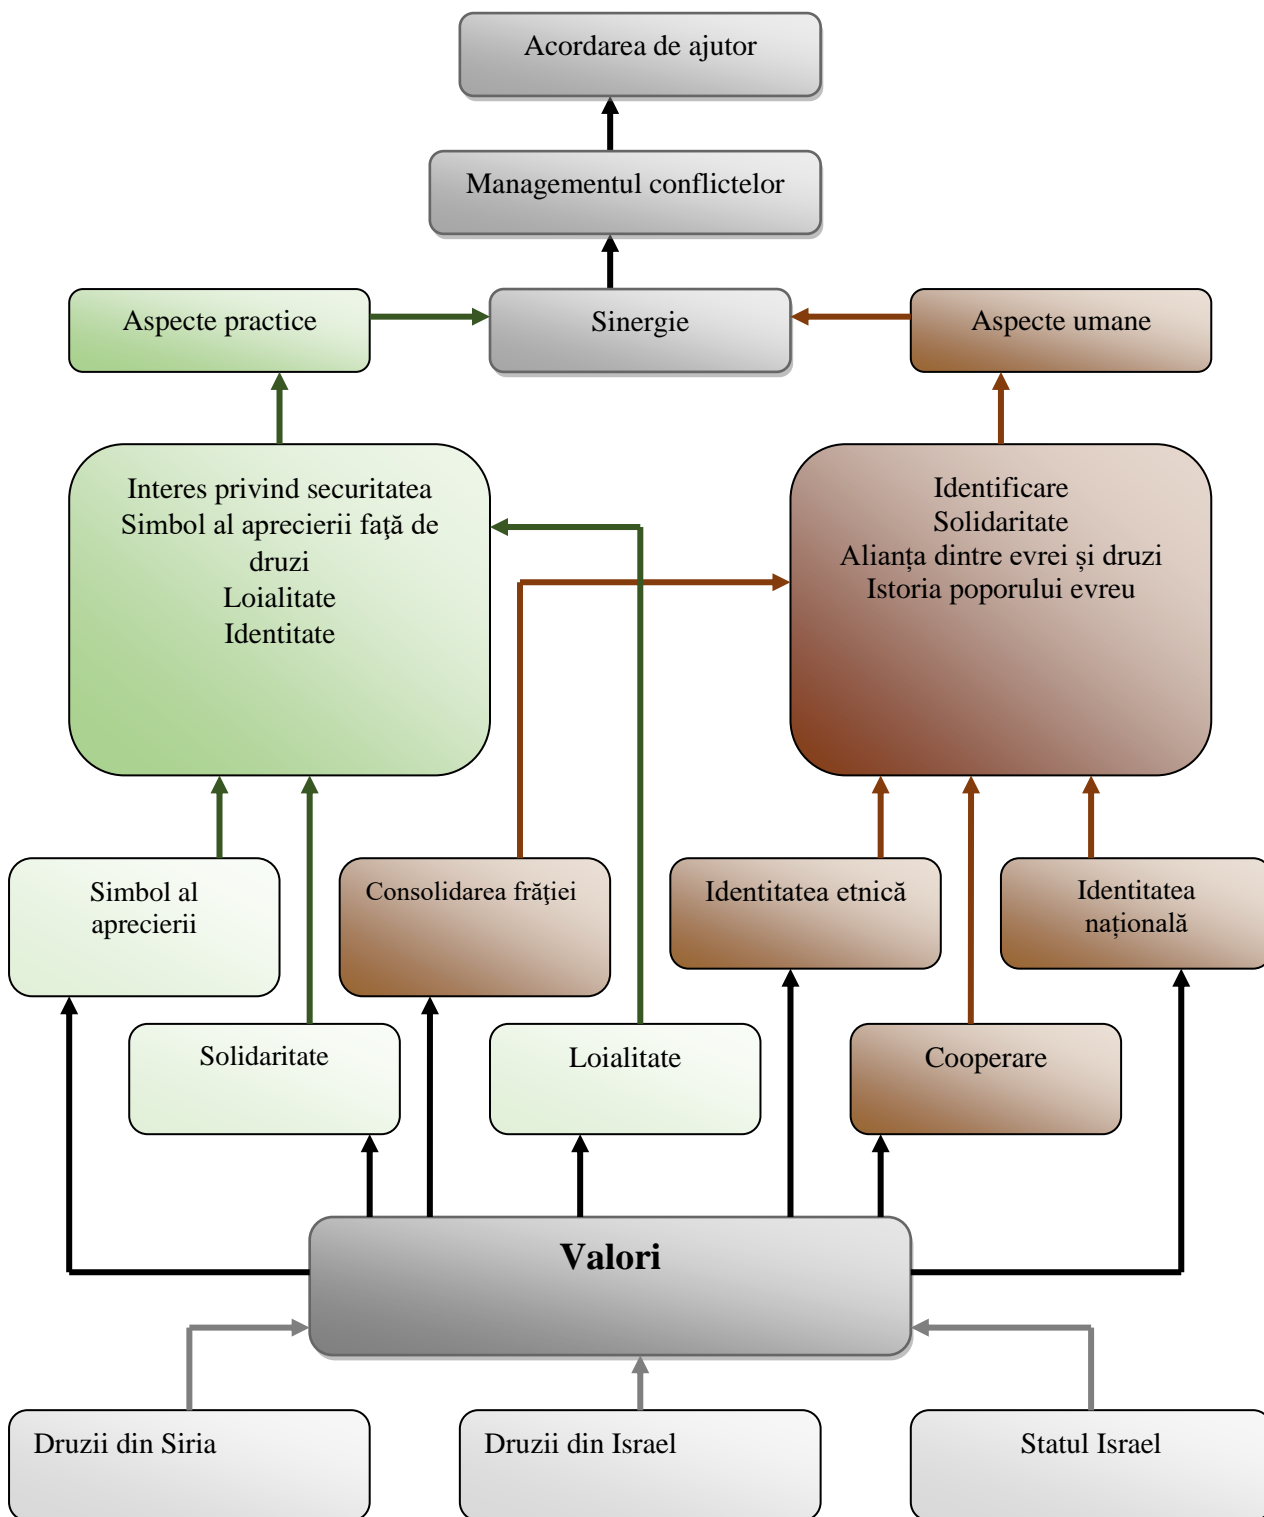 Acordarea de ajutor
Managementul conflictelor
Aspecte practice
Sinergie
Aspecte umane
Interes privind securitatea
Simbol al aprecierii faţă de
druzi
Loialitate
Identitate
Identificare
Solidaritate
Alianța dintre evrei și druzi
Istoria poporului evreu
Simbol al
aprecierii
Consolidarea frăţiei
Identitatea etnică
Identitatea
națională
Solidaritate
Loialitate
Cooperare
Valori
Druzii din Siria
Druzii din Israel
Statul Israel